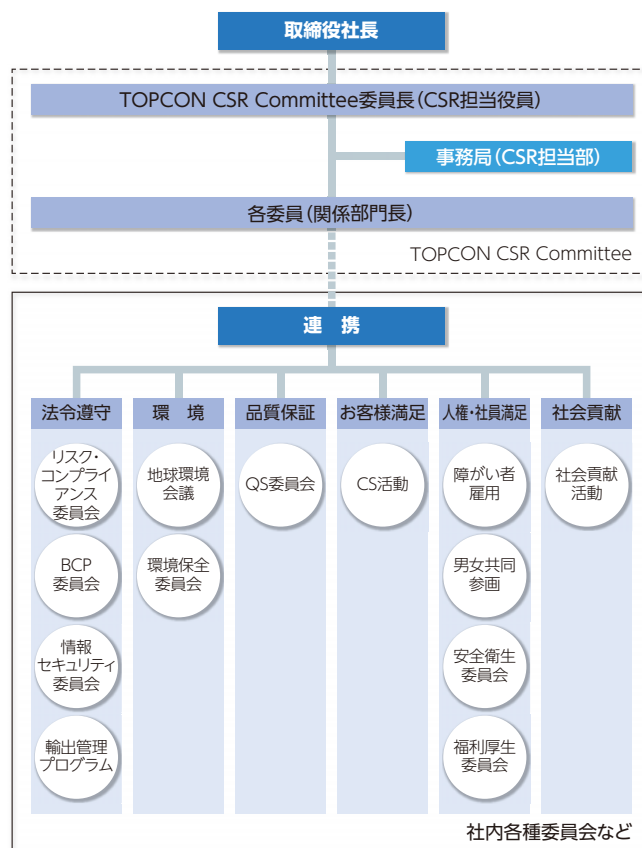 取締役社長
TOPCON CSR Committee委員長(CSR担当役員)
事務局(CSR担当部)
各委員(関係部門長)
TOPCON CSR Committee
連　携
法令遵守
リスク・
コンプライ
アンス
委員会
BCP
委員会
情報
セキュリティ
委員会
輸出管理
プログラム
環　境
地球環境
会議
環境保全
委員会
品質保証
QS委員会
お客様満足
CS活動
人権・社員満足
障がい者
雇用
男女共同
参画
安全衛生
委員会
福利厚生
委員会
社会貢献
社会貢献
活動
社内各種委員会など